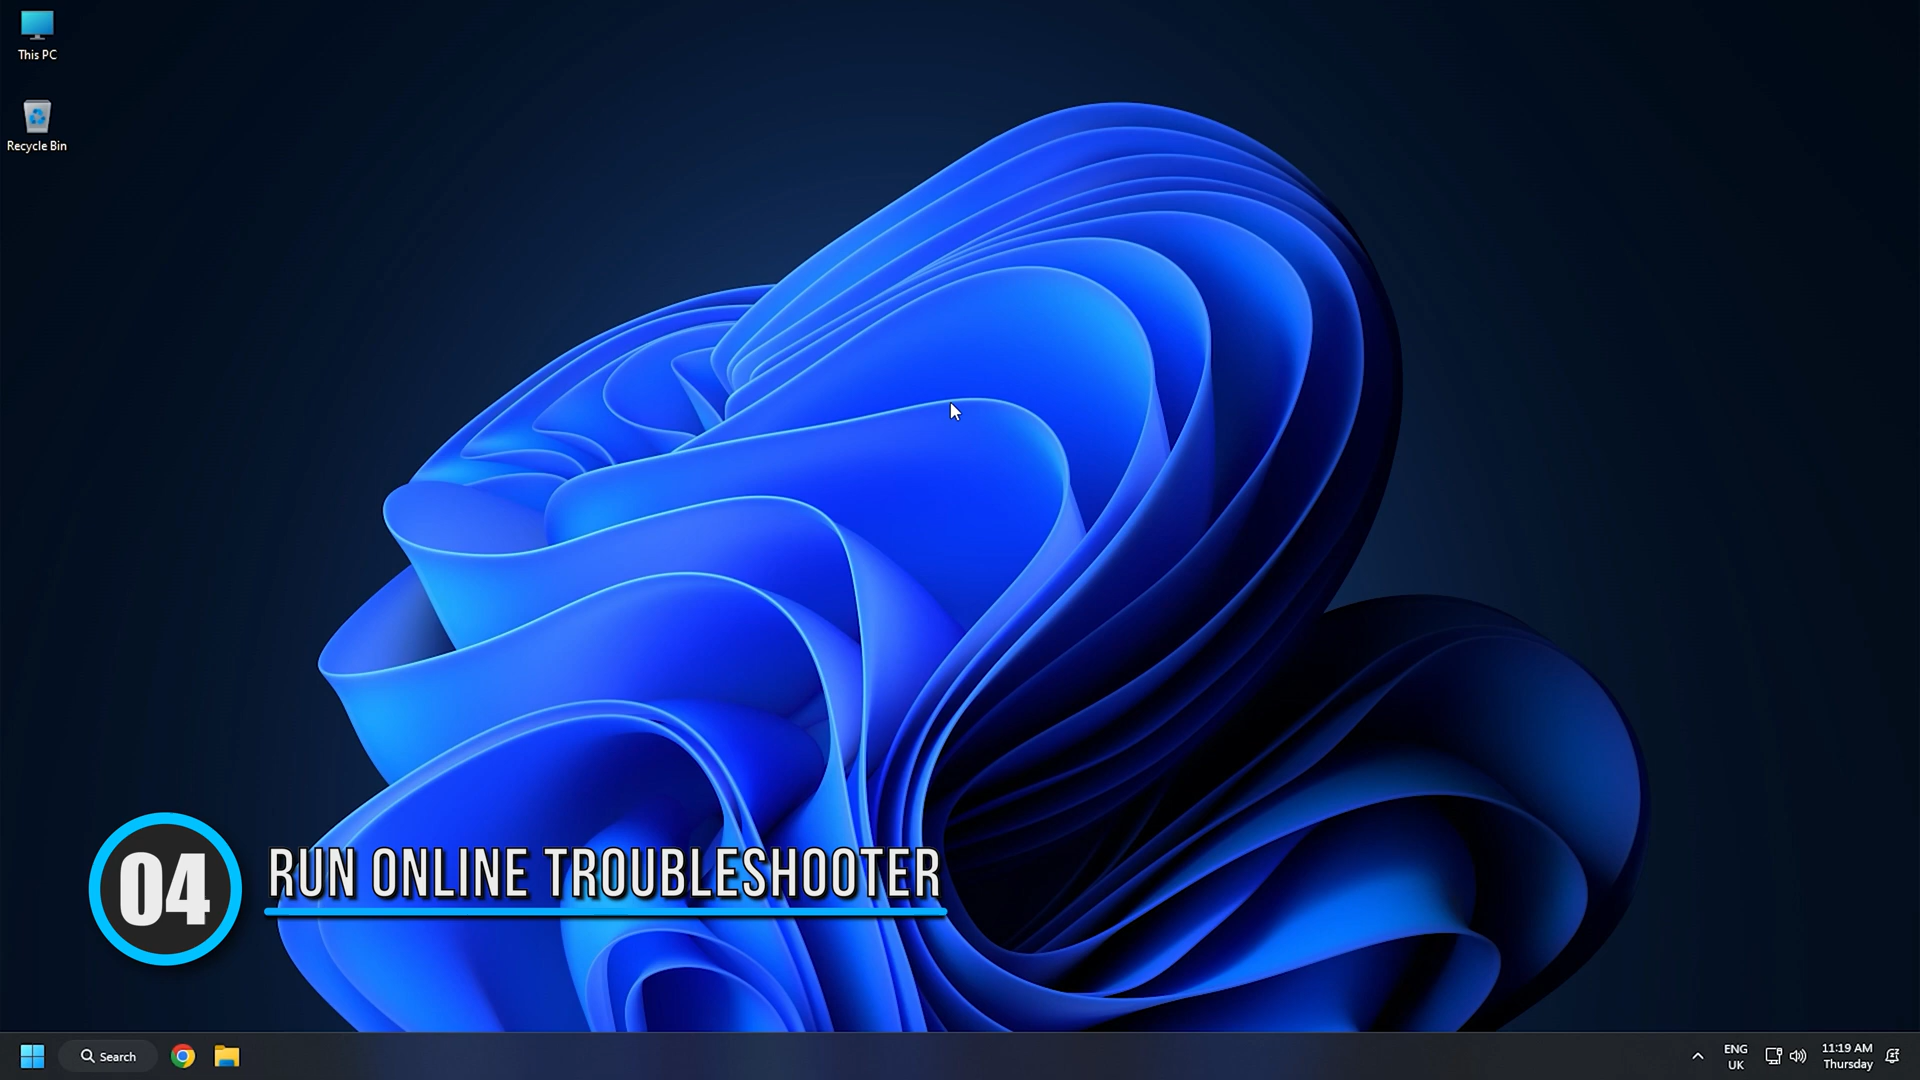 This PC
Recycle Bin
04
RUN ONLINE TROUBLESHOOTER
Search
ENG
UK
11:19 AM
Thursday